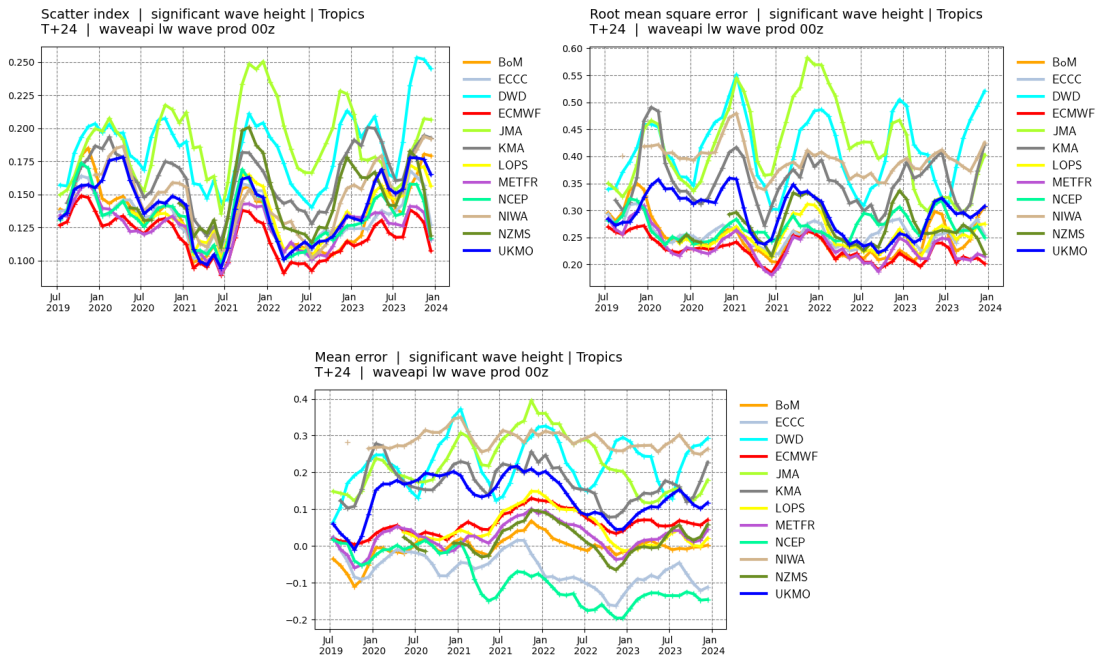 Scatter index | significant wave height | Tropics
T+24 | waveapi lw wave prod 00z
0.250
0.225
0.200
0.175
0.150
0.125
0.100
Jul 2019
Jan 2020
Jul 2020
Jan 2021
Jul 2021
Jan 2022
Jul 2022
Jan 2023
Jul 2023
Jan 2024
BoM
ECCC
DWD
ECMWF
JMA
KMA
LOPS
METFR
NCEP
NIWA
NZMS
UKMO
Root mean square error | significant wave height | Tropics
T+24 | waveapi lw wave prod 00z
0.60
0.55
0.50
0.45
0.40
0.35
0.30
0.25
0.20
Jul 2019
Jan 2020
Jul 2020
Jan 2021
Jul 2021
Jan 2022
Jul 2022
Jan 2023
Jul 2023
Jan 2024
BoM
ECCC
DWD
ECMWF
JMA
KMA
LOPS
METFR
NCEP
NIWA
NZMS
UKMO
Mean error | significant wave height | Tropics
T+24 | waveapi lw wave prod 00z
0.4
0.3
0.2
0.1
0.0
−0.1
−0.2
Jul 2019
Jan 2020
Jul 2020
Jan 2021
Jul 2021
Jan 2022
Jul 2022
Jan 2023
Jul 2023
Jan 2024
BoM
ECCC
DWD
ECMWF
JMA
KMA
LOPS
METFR
NCEP
NIWA
NZMS
UKMO